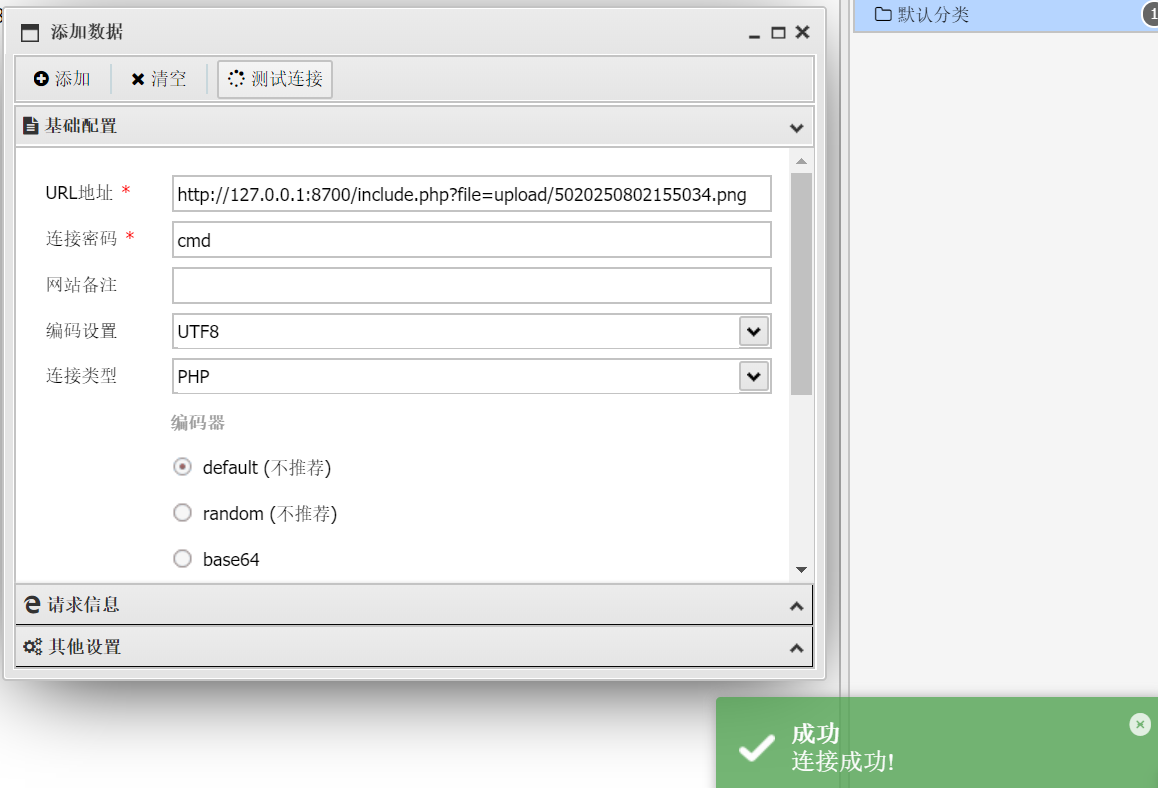 默认分类
1
添加数据
添加 清空 测试连接
基础配置
URL地址 * http://127.0.0.1:8700/include.php?file=upload/5020250802155034.png
连接密码 * cmd
网站备注
编码设置 UTF8
连接类型 PHP
编码器
default (不推荐)
random (不推荐)
base64
请求信息
其他设置
成功
连接成功!